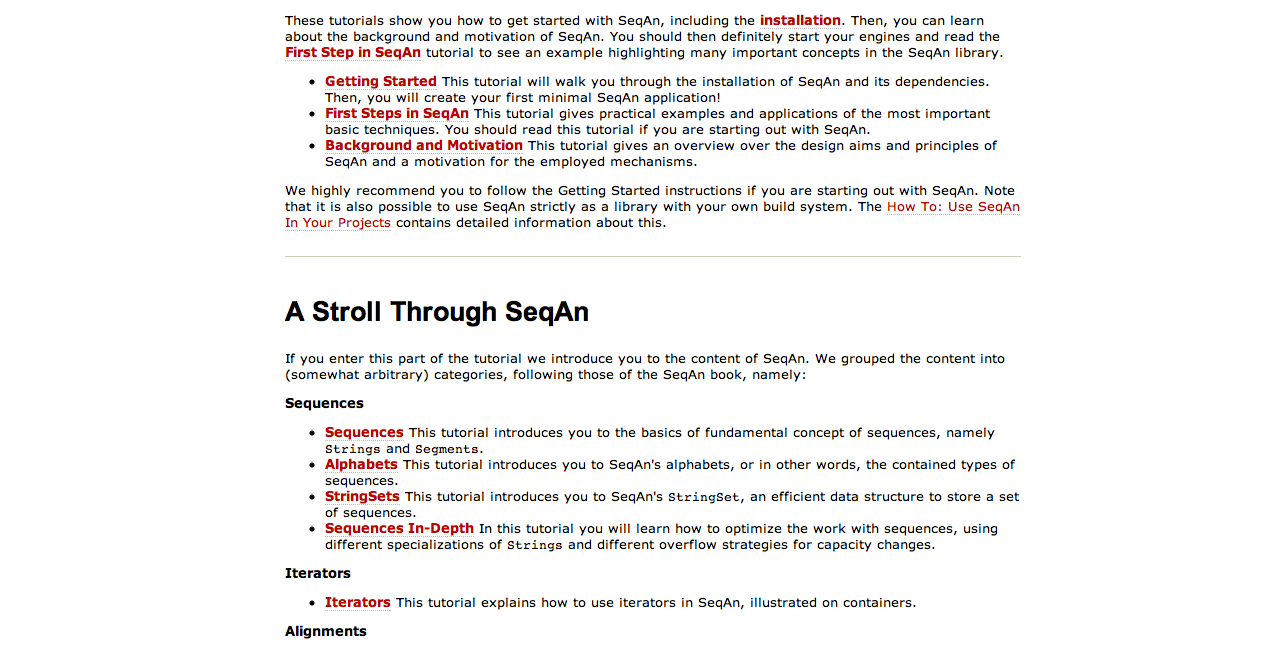 These tutorials show you how to get started with SeqAn, including the installation. Then, you can learn
about the background and motivation of SeqAn. You should then definitely start your engines and read the
First Step in SeqAn tutorial to see an example highlighting many important concepts in the SeqAn library.
• Getting Started This tutorial will walk you through the installation of SeqAn and its dependencies.
Then, you will create your first minimal SeqAn application!
• First Steps in SeqAn This tutorial gives practical examples and applications of the most important
basic techniques. You should read this tutorial if you are starting out with SeqAn.
• Background and Motivation This tutorial gives an overview over the design aims and principles of
SeqAn and a motivation for the employed mechanisms.
We highly recommend you to follow the Getting Started instructions if you are starting out with SeqAn. Note
that it is also possible to use SeqAn strictly as a library with your own build system. The How To: Use SeqAn
In Your Projects contains detailed information about this.
A Stroll Through SeqAn
If you enter this part of the tutorial we introduce you to the content of SeqAn. We grouped the content into
(somewhat arbitrary) categories, following those of the SeqAn book, namely:
Sequences
• Sequences This tutorial introduces you to the basics of fundamental concept of sequences, namely
Strings and Segments.
• Alphabets This tutorial introduces you to SeqAn's alphabets, or in other words, the contained types of
sequences.
• StringSets This tutorial introduces you to SeqAn's StringSet, an efficient data structure to store a set
of sequences.
• Sequences In-Depth In this tutorial you will learn how to optimize the work with sequences, using
different specializations of Strings and different overflow strategies for capacity changes.
Iterators
• Iterators This tutorial explains how to use iterators in SeqAn, illustrated on containers.
Alignments